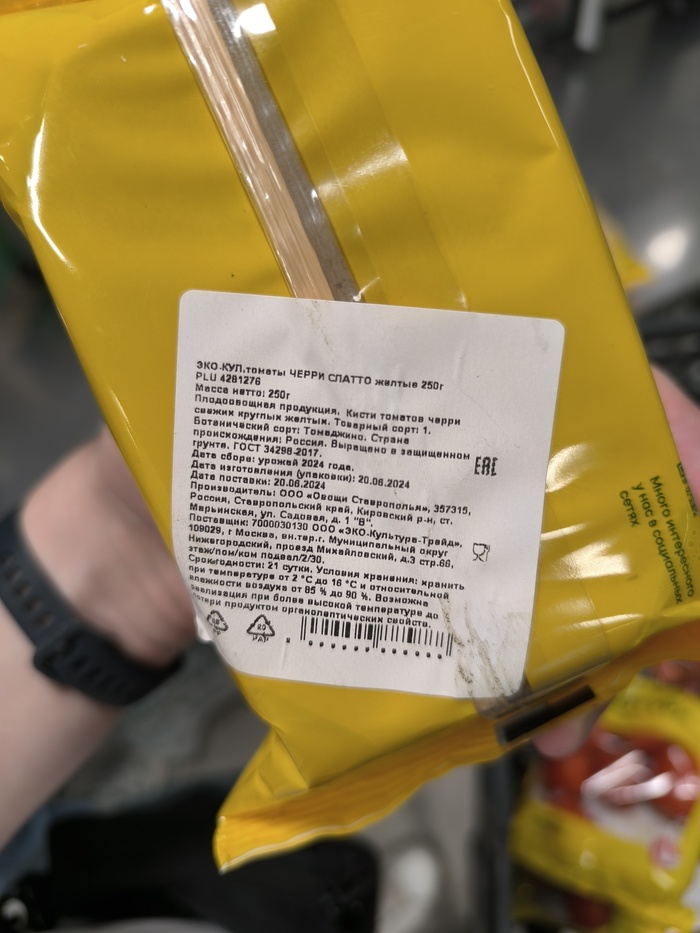 ЭКО-КУЛ.томаты ЧЕРРИ СЛАТТО желтые 250г
PLU 4281276
Масса нетто: 250г
Плодоовощная продукция. Кисти томатов черри
свежих круглых желтых. Товарный сорт: 1.
Ботанический сорт: Томаджино. Страна
происхождения: Россия. Выращено в защищенном
грунте. ГОСТ 34298-2017.
Дата сбора: урожай 2024 года.
Дата изготовления (упаковки): 20.06.2024
Дата поставки: 20.06.2024
Производитель: ООО «Овощи Ставрополья», 357315,
Россия, Ставропольский край, Кировский р-н, ст.
Марьинская, ул. Садовая, д. 1 "В".
Поставщик: 7000030130 ООО «ЭКО-Культура-Трейд»,
109029, г Москва, вн.тер.г. Муниципальный округ
Нижегородский, проезд Михайловский, д.3 стр.66,
этаж/пом/ком подвал/2/30.
Срок годности: 21 сутки. Условия хранения: хранить
при температуре от 2 °С до 16 °С и относительной
влажности воздуха от 85 % до 90 %. Возможна
реализация при более высокой температуре до
потери продуктом органолептических свойств.
ЕАС
20
PAP
Много интересного
у нас в социальных
сетях